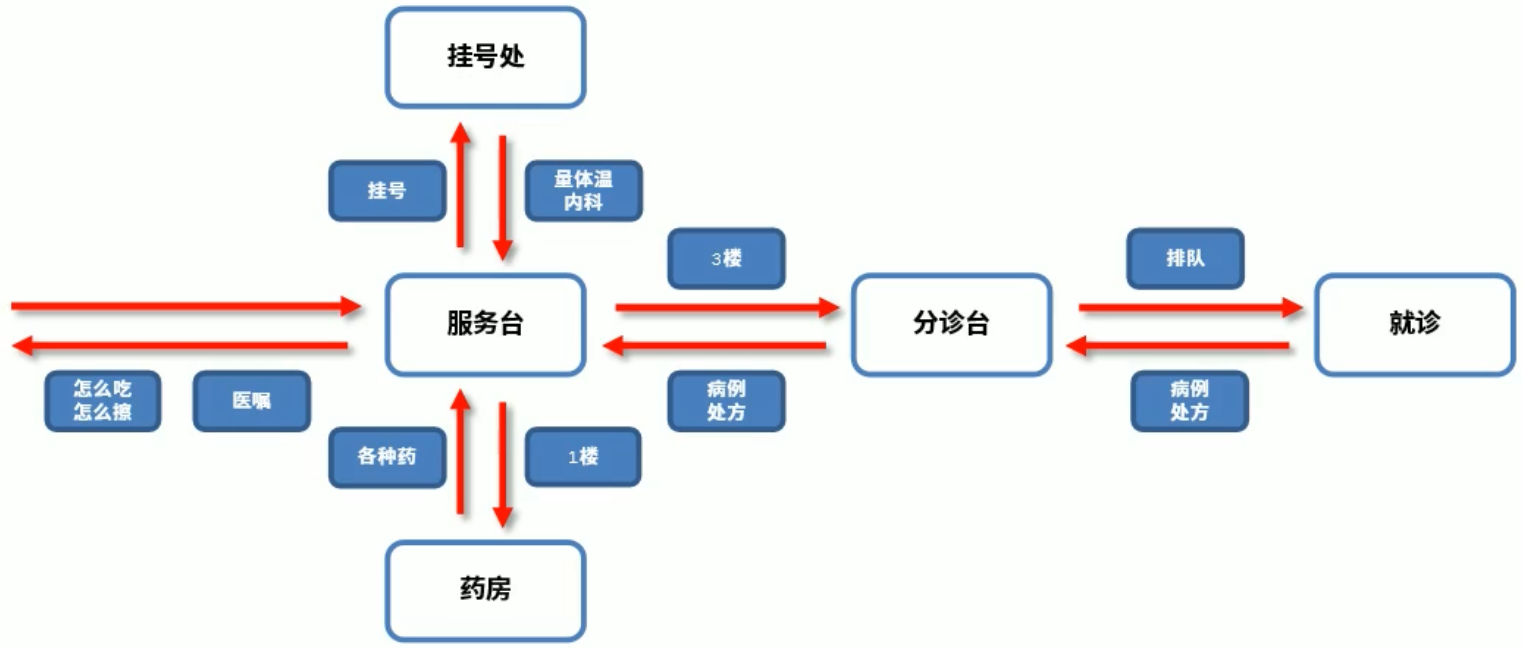 挂号处
挂号
量体温
内科
3楼
排队
服务台
分诊台
就诊
怎么吃
怎么擦
医嘱
病例
处方
病例
处方
各种药
1楼
药房